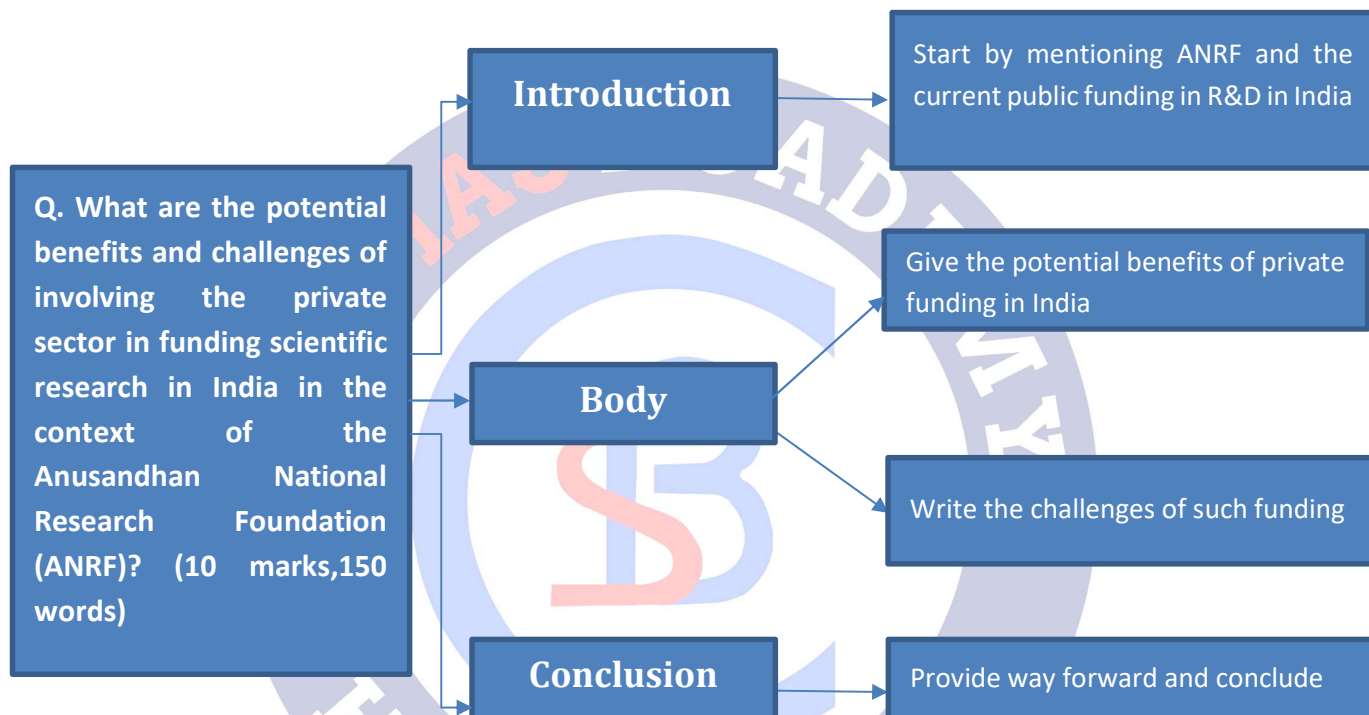 Q. What are the potential
benefits and challenges of
involving the private
sector in funding scientific
research in India in the
context of the
Anusandhan National
Research Foundation
(ANRF)? (10 marks,150
words)
Introduction
Start by mentioning ANRF and the
current public funding in R&D in India
Body
Give the potential benefits of private
funding in India
Write the challenges of such funding
Conclusion
Provide way forward and conclude
IAS ACADEMY
SB